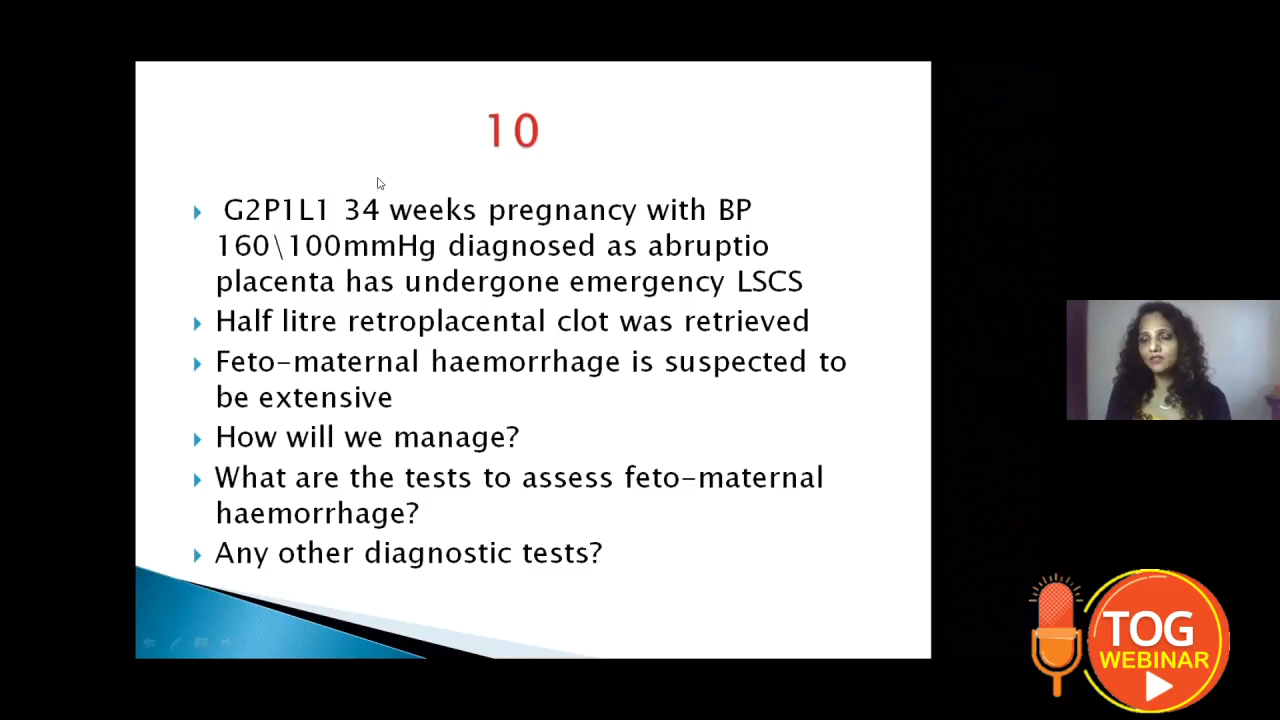 10
G2P1L1 34 weeks pregnancy with BP
160\100mmHg diagnosed as abruptio
placenta has undergone emergency LSCS
Half litre retroplacental clot was retrieved
Feto-maternal haemorrhage is suspected to
be extensive
How will we manage?
What are the tests to assess feto-maternal
haemorrhage?
Any other diagnostic tests?
TOG
WEBINAR